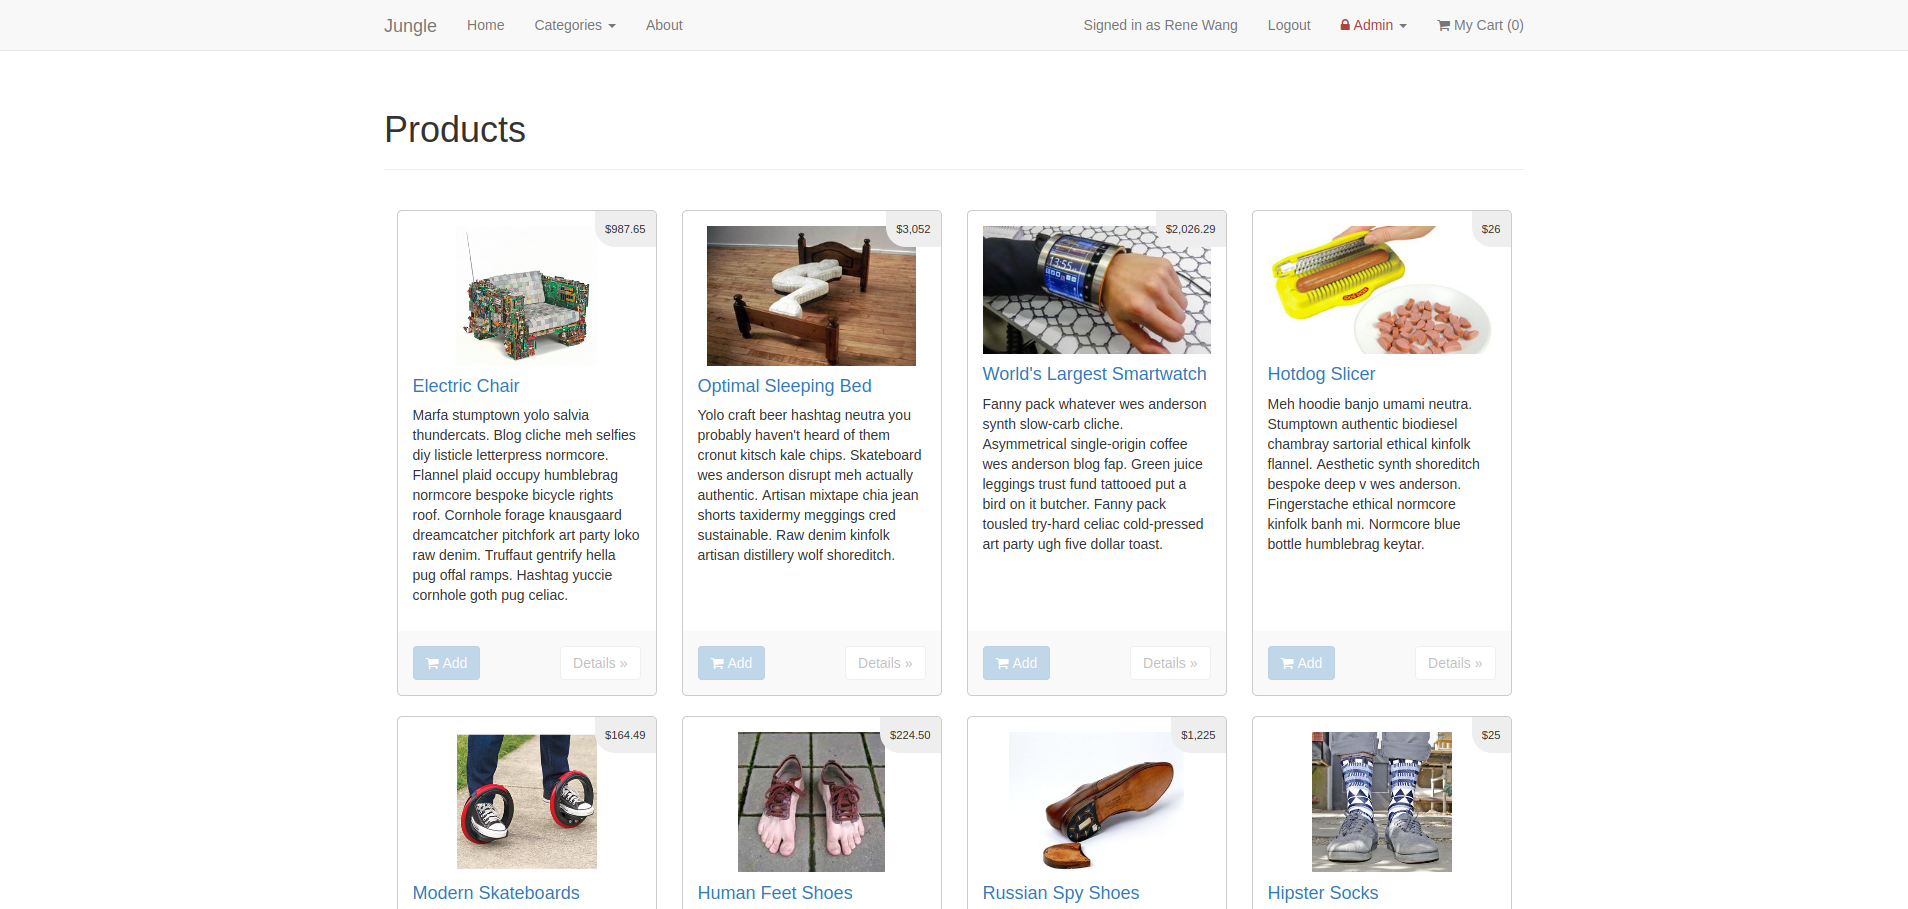 Jungle Home Categories About Signed in as Rene Wang Logout Admin My Cart (0)
Products
$987.65
Electric Chair
Marfa stumptown yolo salvia
thundercats. Blog cliche meh selfies
diy listicle letterpress normcore.
Flannel plaid occupy humblebrag
normcore bespoke bicycle rights
roof. Cornhole forage knausgaard
dreamcatcher pitchfork art party loko
raw denim. Truffaut gentrify hella
pug offal ramps. Hashtag yuccie
cornhole goth pug celiac.
Add Details »
$3,052
Optimal Sleeping Bed
Yolo craft beer hashtag neutra you
probably haven't heard of them
cronut kitsch kale chips. Skateboard
wes anderson disrupt meh actually
authentic. Artisan mixtape chia jean
shorts taxidermy meggings cred
sustainable. Raw denim kinfolk
artisan distillery wolf shoreditch.
Add Details »
$2,026.29
13:55
World's Largest Smartwatch
Fanny pack whatever wes anderson
synth slow-carb cliche.
Asymmetrical single-origin coffee
wes anderson blog fap. Green juice
leggings trust fund tattooed put a
bird on it butcher. Fanny pack
tousled try-hard celiac cold-pressed
art party ugh five dollar toast.
Add Details »
$26
Hotdog Slicer
Meh hoodie banjo umami neutra.
Stumptown authentic biodiesel
chambray sartorial ethical kinfolk
flannel. Aesthetic synth shoreditch
bespoke deep v wes anderson.
Fingerstache ethical normcore
kinfolk banh mi. Normcore blue
bottle humblebrag keytar.
Add Details »
$164.49
Modern Skateboards
$224.50
Human Feet Shoes
$1,225
Russian Spy Shoes
$25
Hipster Socks